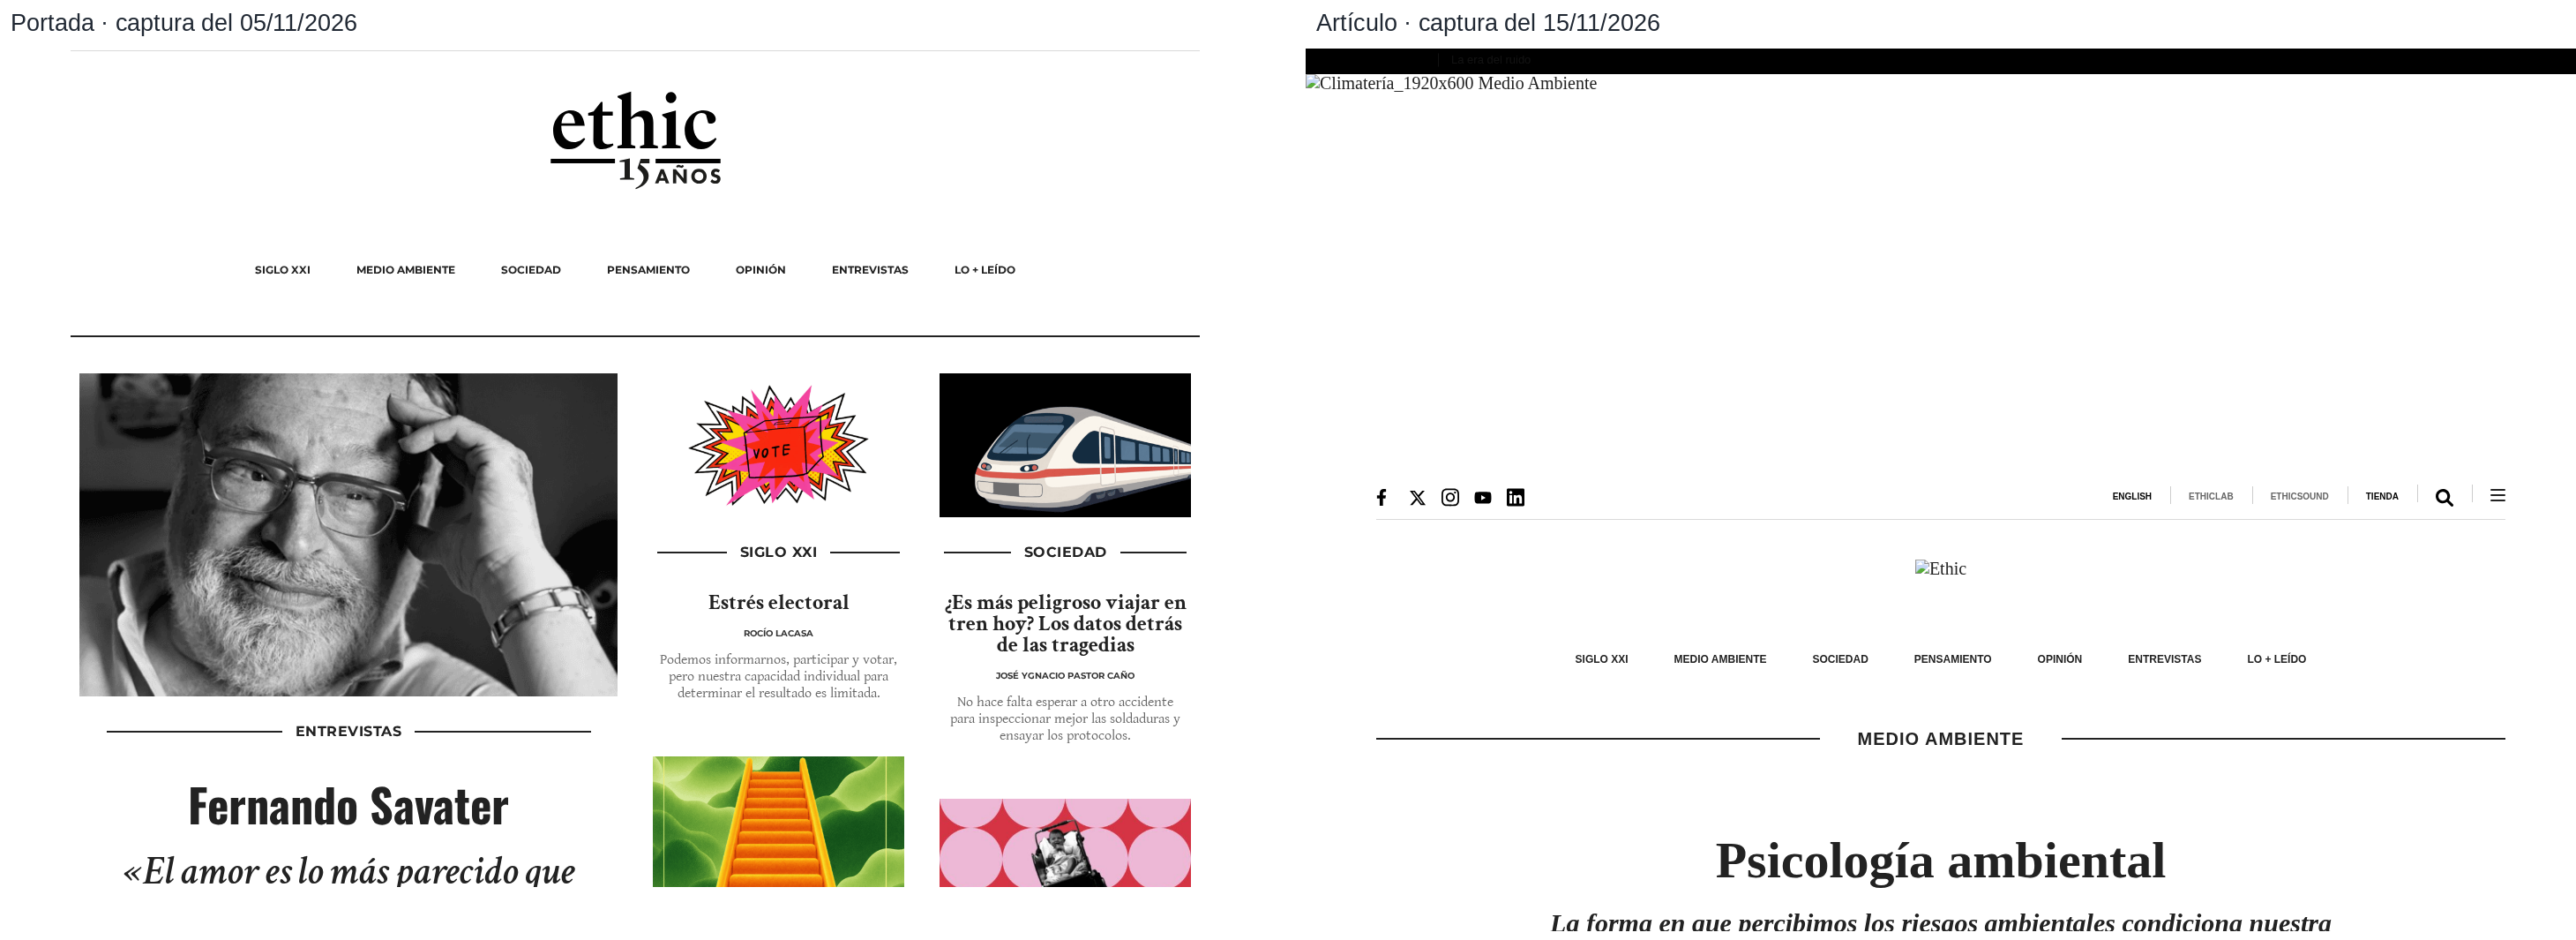 Portada · captura del 05/11/2026
ethic
15 AÑOS
SIGLO XXI MEDIO AMBIENTE SOCIEDAD PENSAMIENTO OPINIÓN ENTREVISTAS LO + LEÍDO
ENTREVISTAS
Fernando Savater
«El amor es lo más parecido que
VOTE
SIGLO XXI
Estrés electoral
ROCÍO LACASA
Podemos informarnos, participar y votar,
pero nuestra capacidad individual para
determinar el resultado es limitada.
SOCIEDAD
¿Es más peligroso viajar en
tren hoy? Los datos detrás
de las tragedias
JOSÉ YGNACIO PASTOR CAÑO
No hace falta esperar a otro accidente
para inspeccionar mejor las soldaduras y
ensayar los protocolos.
Artículo · captura del 15/11/2026
La era del ruido
Climatería_1920x600 Medio Ambiente
ENGLISH ETHICLAB ETHICSOUND TIENDA
Ethic
SIGLO XXI MEDIO AMBIENTE SOCIEDAD PENSAMIENTO OPINIÓN ENTREVISTAS LO + LEÍDO
MEDIO AMBIENTE
Psicología ambiental
La forma en que percibimos los riesgos ambientales condiciona nuestra